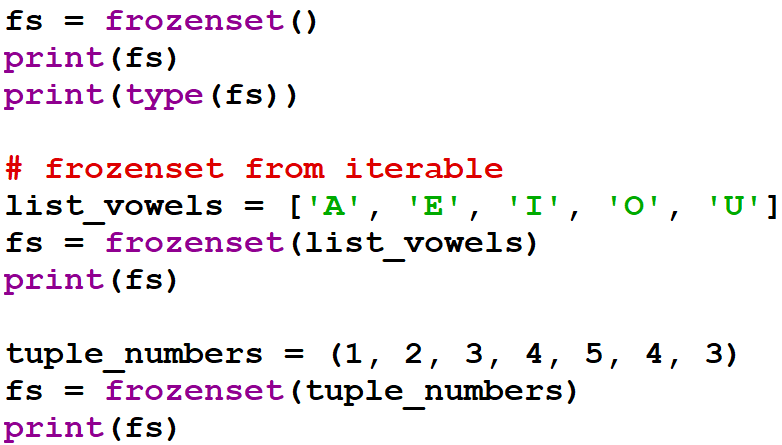 fs = frozenset()
print(fs)
print(type(fs))
# frozenset from iterable
list_vowels = ['A', 'E', 'I', 'O', 'U']
fs = frozenset(list_vowels)
print(fs)
tuple_numbers = (1, 2, 3, 4, 5, 4, 3)
fs = frozenset(tuple_numbers)
print(fs)